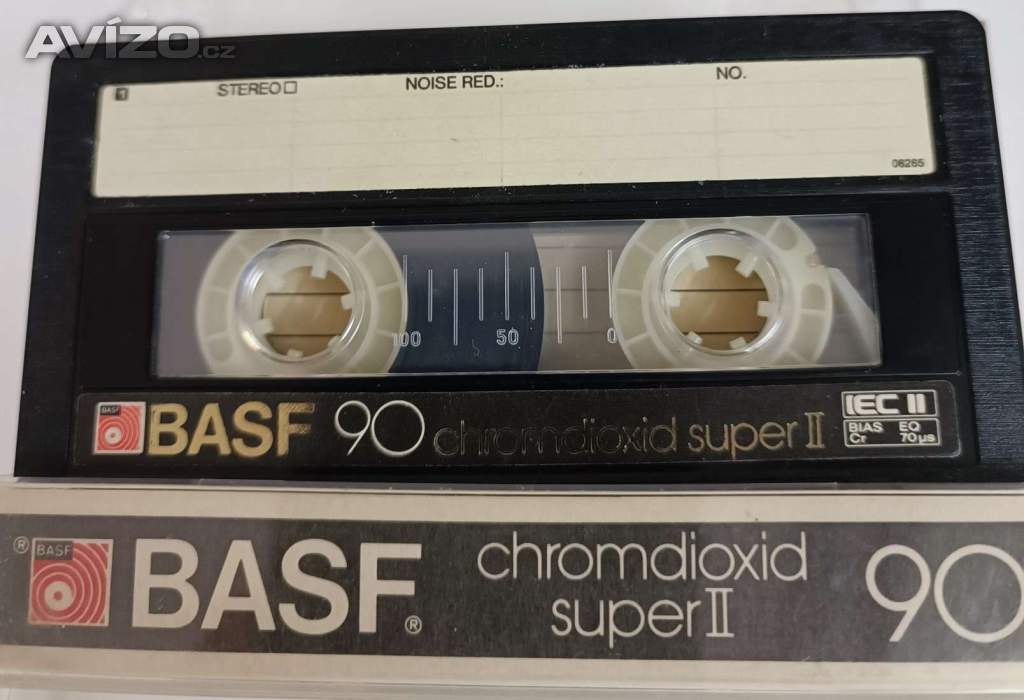 AVÍZO.cz
1 STEREO NOISE RED.: NO.
06265
100 50 0
BASF BASF 90 chromdioxid super II
IEC II
BIAS EQ
Cr 70 µs
® BASF BASF® chromdioxid 90
super II